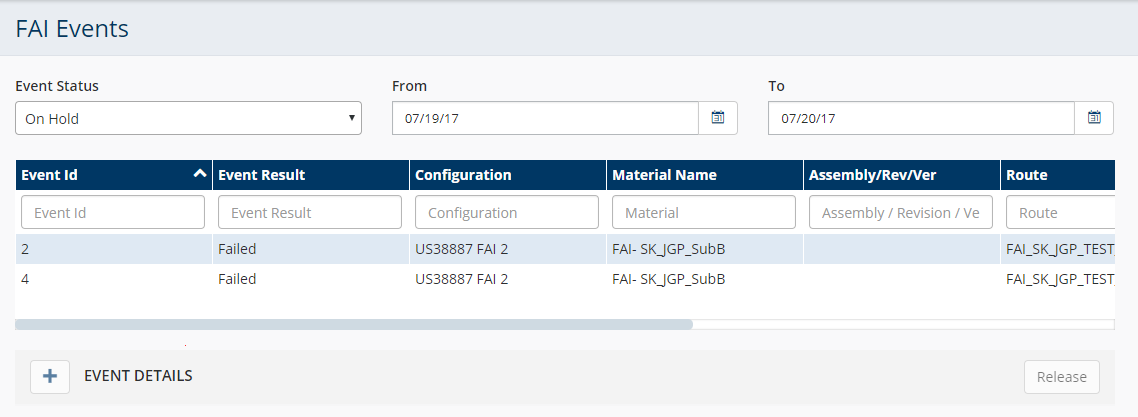 FAI Events
Event Status From To
On Hold 07/19/17 07/20/17
Event Id Event Result Configuration Material Name Assembly/Rev/Ver Route
Event Id Event Result Configuration Material Assembly / Revision / Ve Route
2 Failed US38887 FAI 2 FAI- SK_JGP_SubB FAI_SK_JGP_TEST_
4 Failed US38887 FAI 2 FAI- SK_JGP_SubB FAI_SK_JGP_TEST_
EVENT DETAILS Release